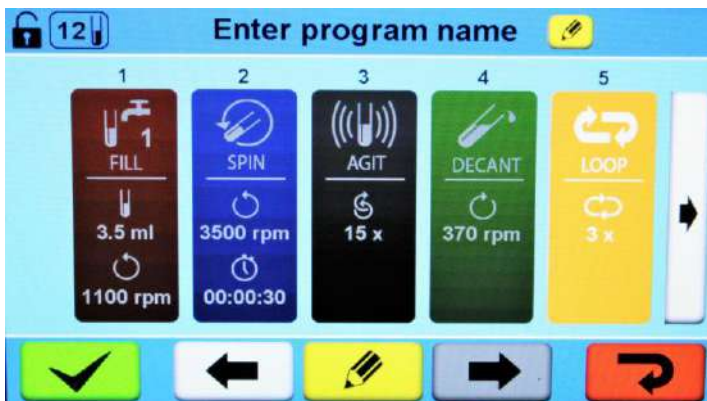 12 Enter program name
1 2 3 4 5
1
FILL SPIN AGIT DECANT LOOP
3.5 ml 3500 rpm 15 x 370 rpm 3 x
1100 rpm 00:00:30